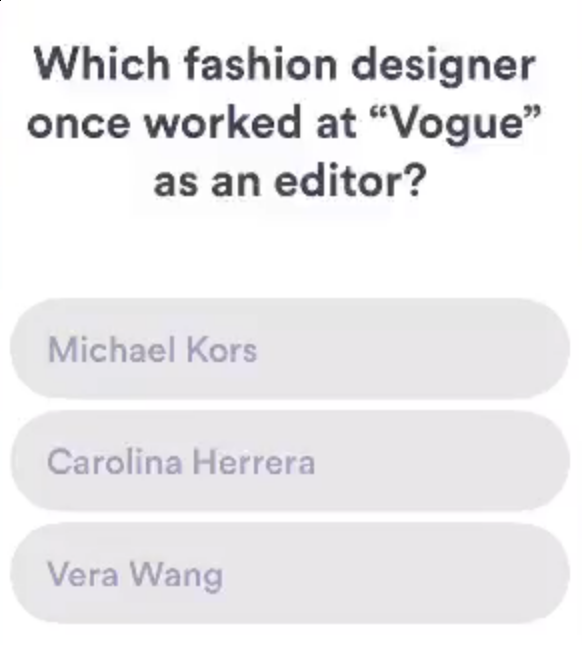 Which fashion designer
once worked at “Vogue”
as an editor?
Michael Kors
Carolina Herrera
Vera Wang